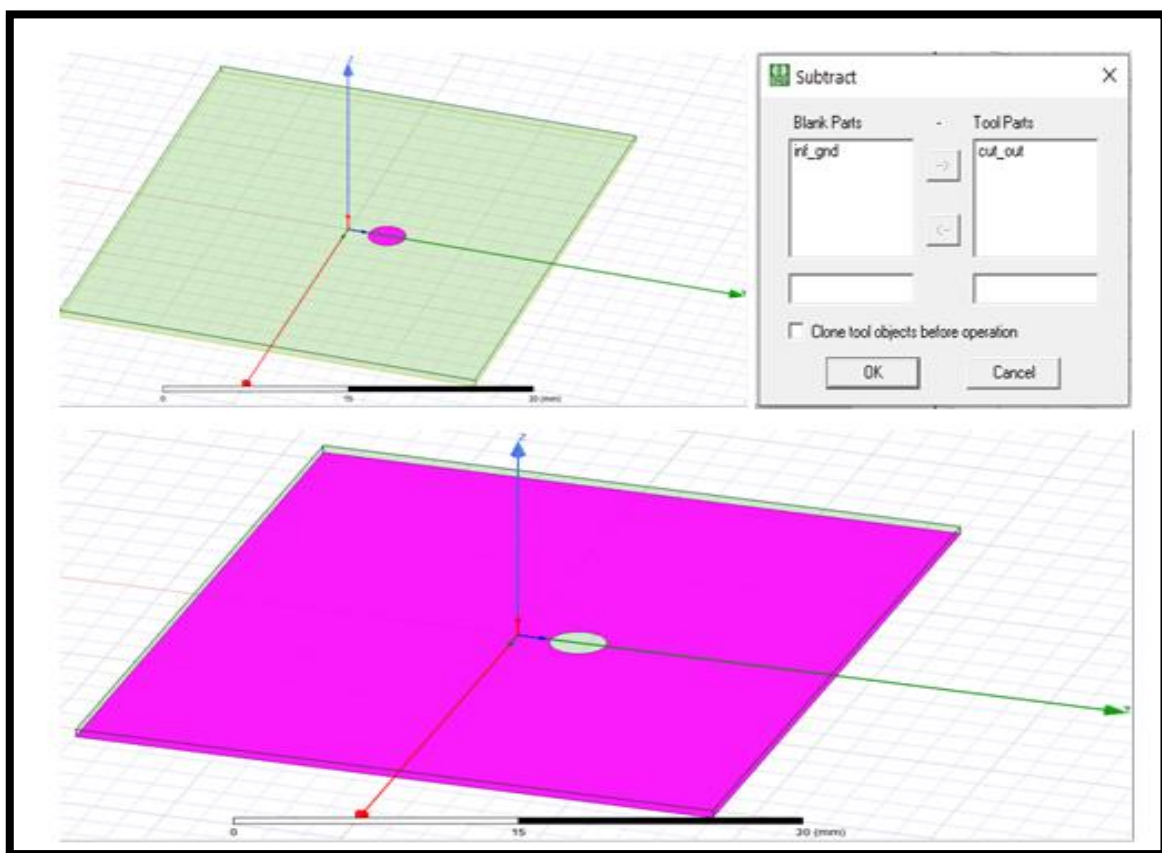 Z
Subtract
Blank Parts - Tool Parts
inf_gnd
cut_out
->
<-
Clone tool objects before operation
OK Cancel
0 15 30 (mm)
Z
0 15 30 (mm)